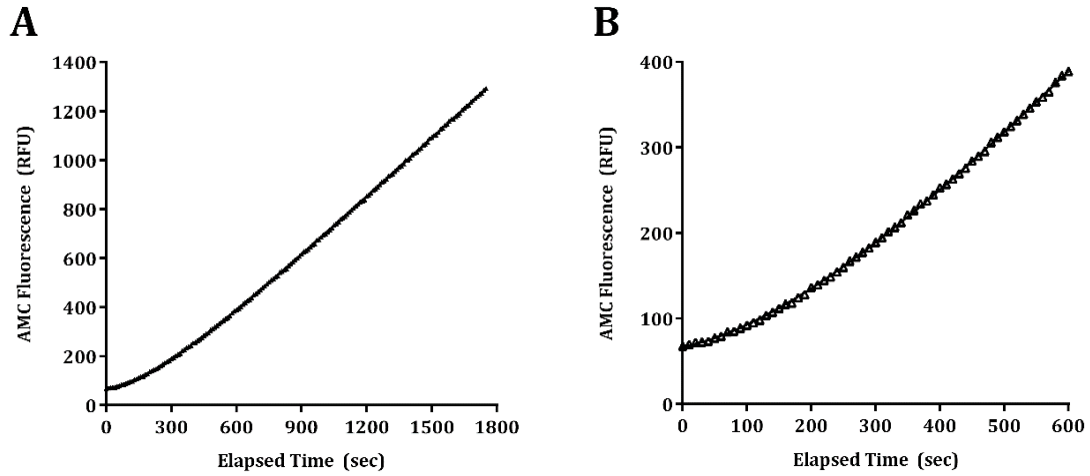 A
AMC Fluorescence (RFU)
1400
1200
1000
800
600
400
200
0
0 300 600 900 1200 1500 1800
Elapsed Time (sec)
B
AMC Fluorescence (RFU)
400
300
200
100
0
0 100 200 300 400 500 600
Elapsed Time (sec)